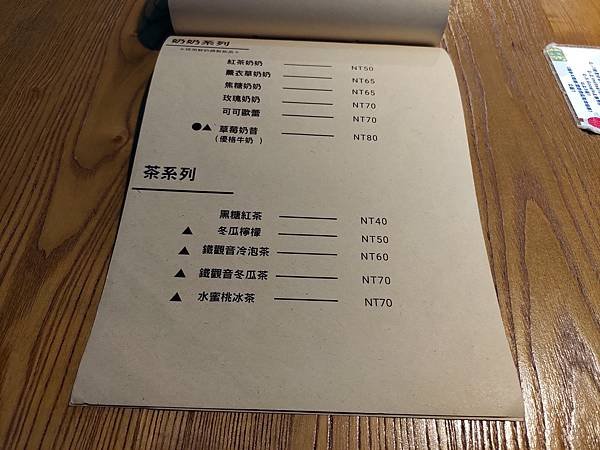 奶奶系列
紅茶奶奶 NT50
薰衣草奶奶 NT65
焦糖奶奶 NT65
玫瑰奶奶 NT70
可可歐蕾 NT70
●▲ 草莓奶昔 NT80
(優格牛奶 )
茶系列
黑糖紅茶 NT40
▲ 冬瓜檸檬 NT50
▲ 鐵觀音冷泡茶 NT60
▲ 鐵觀音冬瓜茶 NT70
▲ 水蜜桃冰茶 NT70